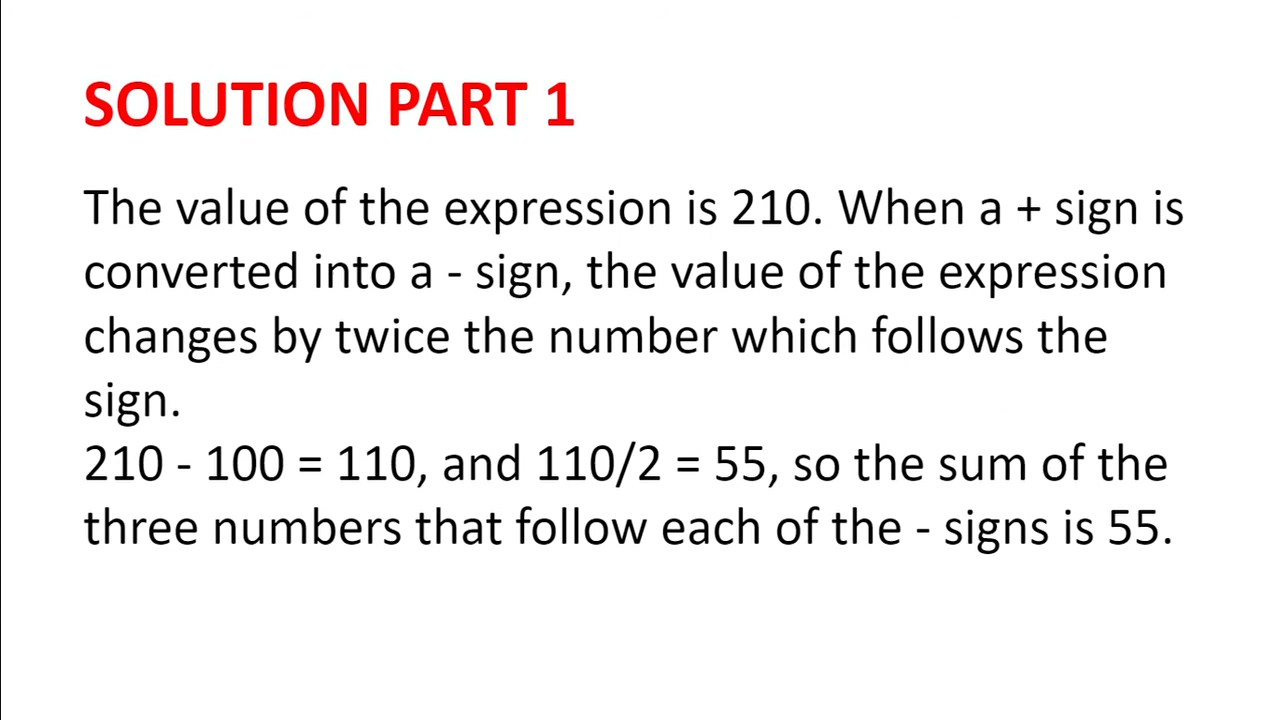 SOLUTION PART 1
The value of the expression is 210. When a + sign is
converted into a - sign, the value of the expression
changes by twice the number which follows the
sign.
210 - 100 = 110, and 110/2 = 55, so the sum of the
three numbers that follow each of the - signs is 55.